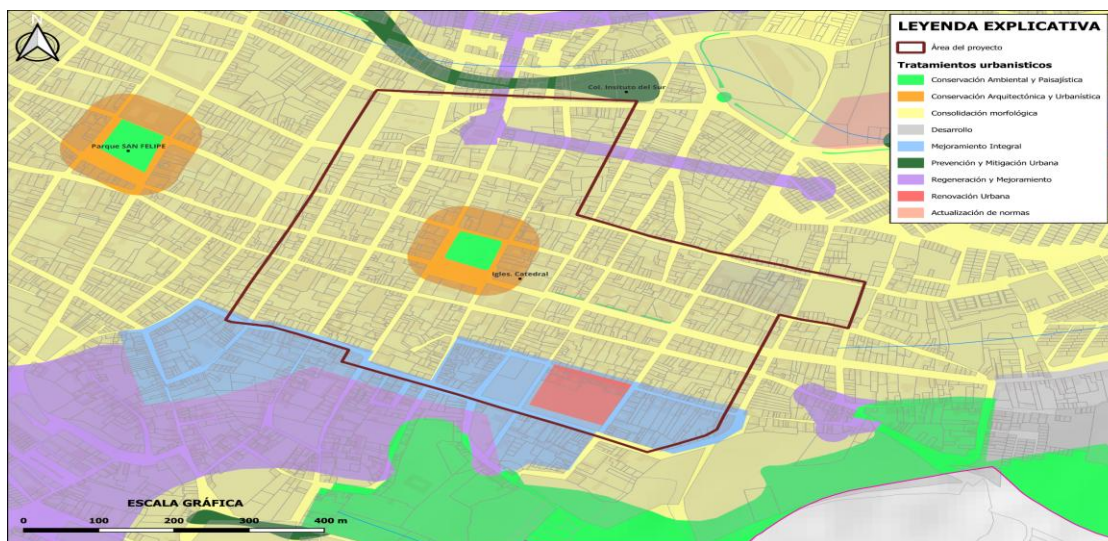 N
LEYENDA EXPLICATIVA
Área del proyecto
Tratamientos urbanisticos
Conservación Ambiental y Paisajística
Conservación Arquitectónica y Urbanística
Consolidación morfológica
Desarrollo
Mejoramiento Integral
Prevención y Mitigación Urbana
Regeneración y Mejoramiento
Renovación Urbana
Actualización de normas
Col. Insituto del Sur
Parque SAN FELIPE
Igles. Catedral
ESCALA GRÁFICA
0 100 200 300 400 m